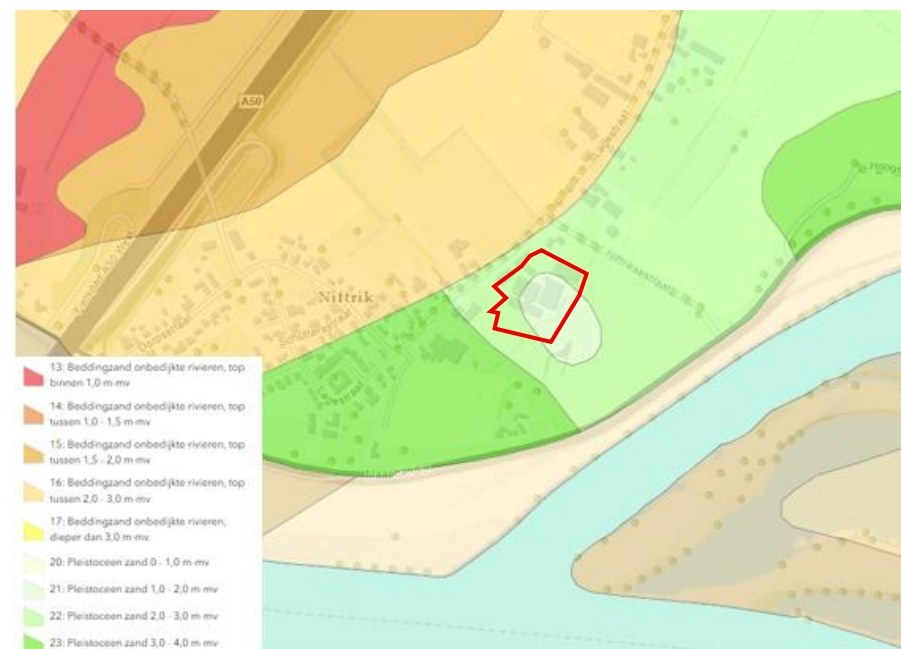 A50
Lagestraat
Niftrik
Dorpsstraat
13: Beddingzand onbedijkte rivieren, top
binnen 1,0 m-mv
14: Beddingzand onbedijkte rivieren, top
tussen 1,0 - 1,5 m-mv
15: Beddingzand onbedijkte rivieren, top
tussen 1,5 - 2,0 m-mv
16: Beddingzand onbedijkte rivieren, top
tussen 2,0 - 3,0 m-mv
17: Beddingzand onbedijkte rivieren,
dieper dan 3,0 m-mv
20: Pleistoceen zand 0 - 1,0 m-mv
21: Pleistoceen zand 1,0 - 2,0 m-mv
22: Pleistoceen zand 2,0 - 3,0 m-mv
23: Pleistoceen zand 3,0 - 4,0 m-mv